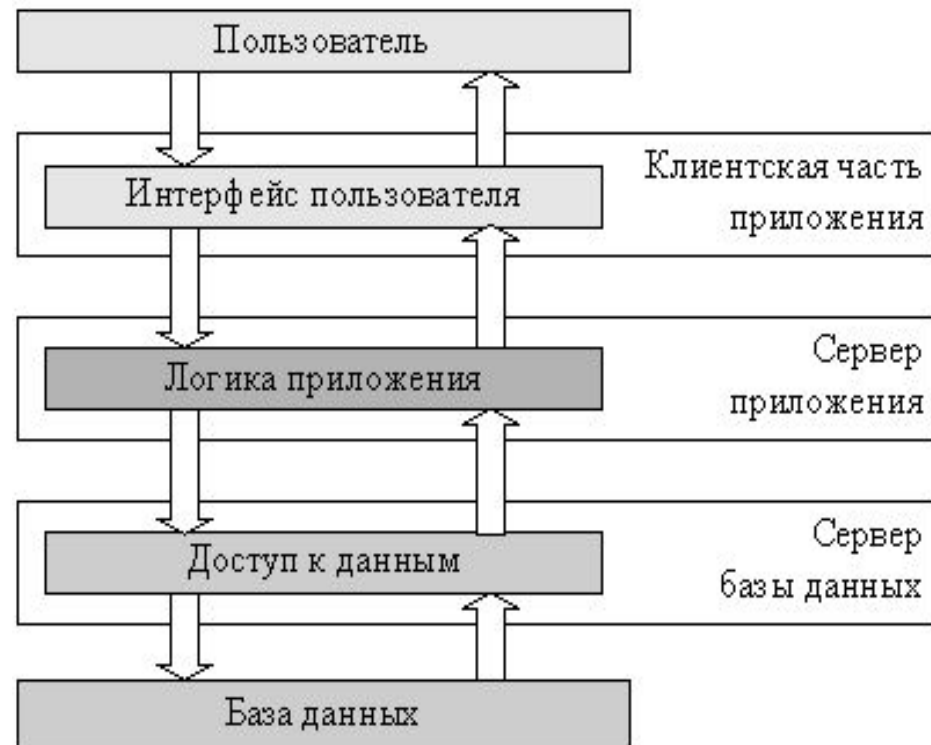 Пользователь
Интерфейс пользователя
Клиентская часть
приложения
Логика приложения
Сервер
приложения
Доступ к данным
Сервер
базы данных
База данных